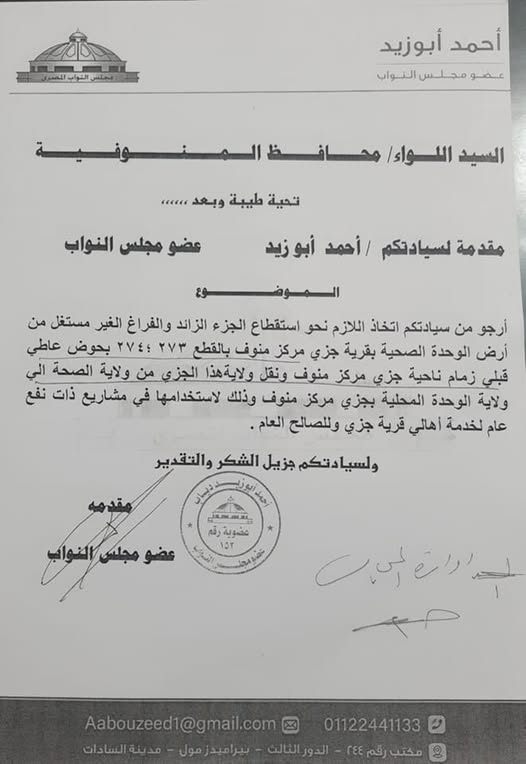 أحمد أبوزيد
عضو مجلس النواب
مجلس النواب المصرى
السيد اللواء/ محافظ المنوفية
تحية طيبة وبعد ,,,,,,
مقدمة لسيادتكم / أحمد أبو زيد عضو مجلس النواب
الموضوع
أرجو من سيادتكم اتخاذ اللازم نحو استقطاع الجزء الزائد والفراغ الغير مستغل من
أرض الوحدة الصحية بقرية جزي مركز منوف بالقطع ٢٧٣ ؛٢٧٤ بحوض عاطي
قبلي زمام ناحية جزي مركز منوف ونقل ولايةهذا الجزي من ولاية الصحة الي
ولاية الوحدة المحلية بجزي مركز منوف وذلك لاستخدامها في مشاريع ذات نفع
عام لخدمة أهالي قرية جزي وللصالح العام .
ولسيادتكم جزيل الشكر والتقدير
مقدمه
عضو مجلس النواب
أحمد أبوزيد دياب
عضوية رقم
١٥٢
عضو مجلس النواب
Aabouzeed1@gmail.com 01122441133
مكتب رقم ٢٤٤ - الدور الثالث - بيراميدز مول - مدينة السادات